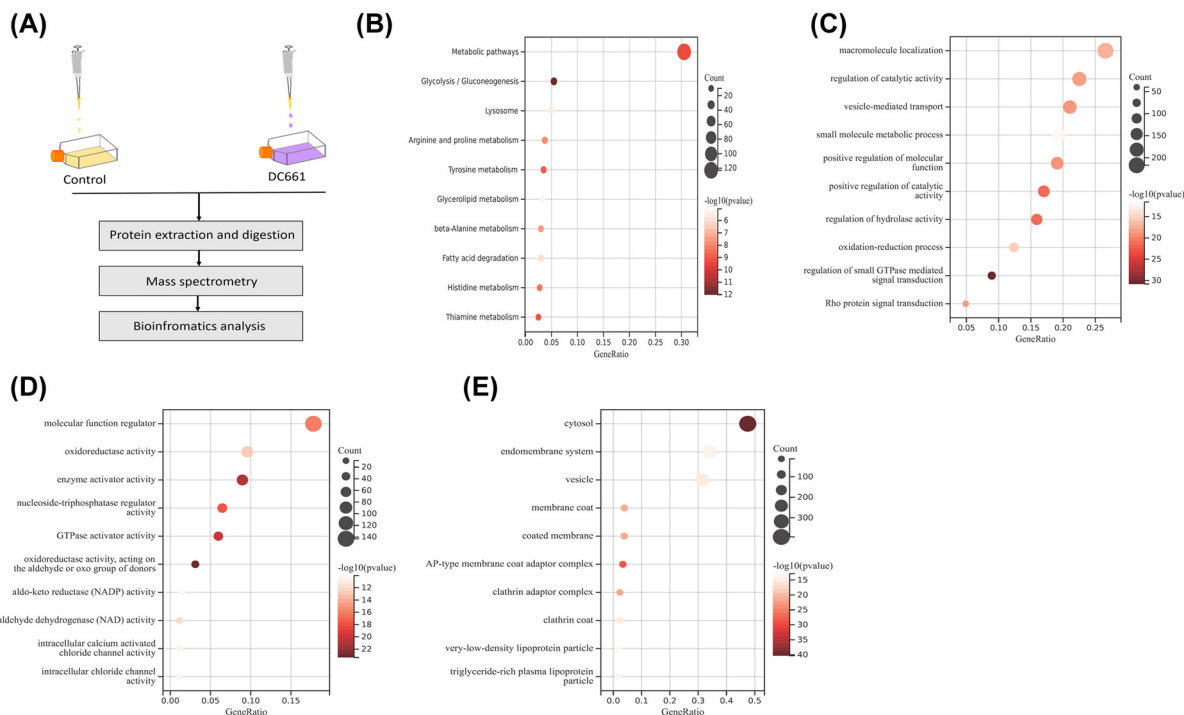 (A)
Control
DC661
Protein extraction and digestion
Mass spectrometry
Bioinfromatics analysis
(B)
Metabolic pathways
Glycolysis / Gluconeogenesis
Lysosome
Arginine and proline metabolism
Tyrosine metabolism
Glycerolipid metabolism
beta-Alanine metabolism
Fatty acid degradation
Histidine metabolism
Thiamine metabolism
0.00 0.05 0.10 0.15 0.20 0.25 0.30
GeneRatio
Count
20
40
60
80
100
120
-log10(pvalue)
6
7
8
9
10
11
12
(C)
macromolecule localization
regulation of catalytic activity
vesicle-mediated transport
small molecule metabolic process
positive regulation of molecular
function
positive regulation of catalytic
activity
regulation of hydrolase activity
oxidation-reduction process
regulation of small GTPase mediated
signal transduction
Rho protein signal transduction
0.05 0.10 0.15 0.20 0.25
GeneRatio
Count
50
100
150
200
-log10(pvalue)
15
20
25
30
(D)
molecular function regulator
oxidoreductase activity
enzyme activator activity
nucleoside-triphosphatase regulator
activity
GTPase activator activity
oxidoreductase activity, acting on
the aldehyde or oxo group of donors
aldo-keto reductase (NADP) activity
aldehyde dehydrogenase (NAD) activity
intracellular calcium activated
chloride channel activity
intracellular chloride channel
activity
0.00 0.05 0.10 0.15
GeneRatio
Count
20
40
60
80
100
120
140
-log10(pvalue)
12
14
16
18
20
22
(E)
cytosol
endomembrane system
vesicle
membrane coat
coated membrane
AP-type membrane coat adaptor complex
clathrin adaptor complex
clathrin coat
very-low-density lipoprotein particle
triglyceride-rich plasma lipoprotein
particle
0.0 0.1 0.2 0.3 0.4 0.5
GeneRatio
Count
100
200
300
-log10(pvalue)
15
20
25
30
35
40